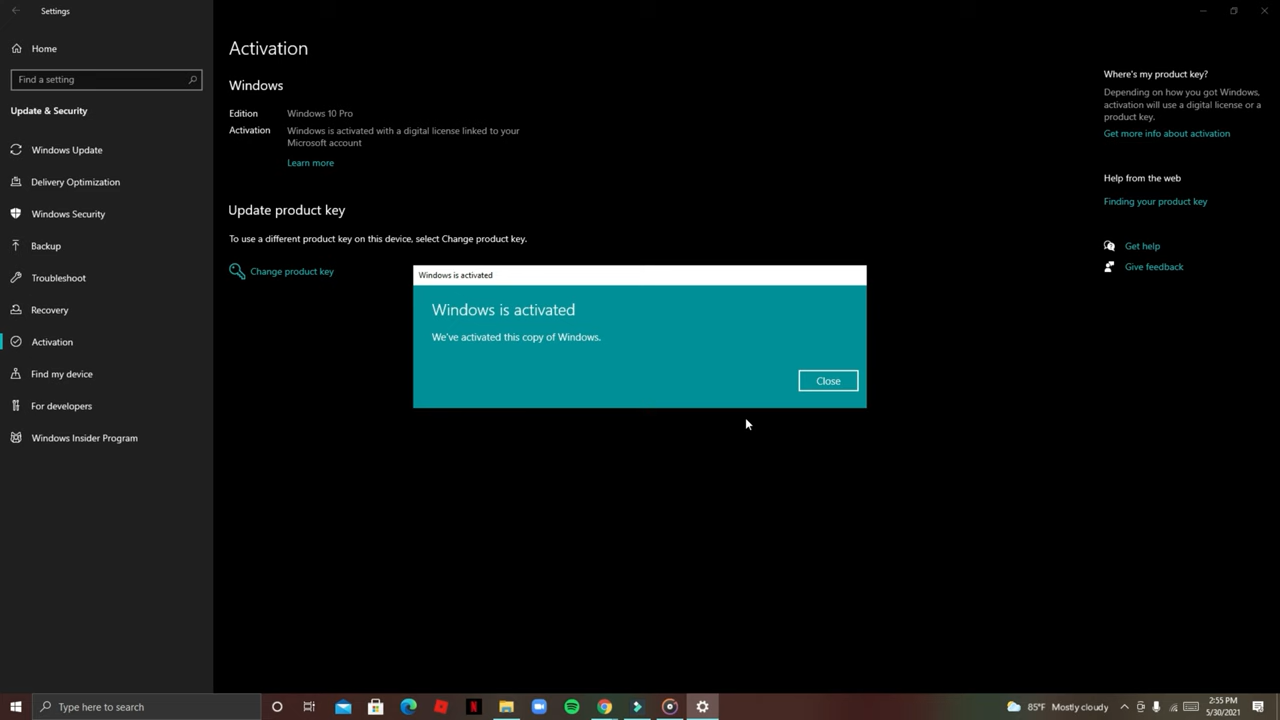 Settings
Home
Find a setting
Update & Security
Windows Update
Delivery Optimization
Windows Security
Backup
Troubleshoot
Recovery
Activation
Find my device
For developers
Windows Insider Program
Activation
Windows
Edition Windows 10 Pro
Activation Windows is activated with a digital license linked to your
Microsoft account
Learn more
Update product key
To use a different product key on this device, select Change product key.
Change product key
Windows is activated
Windows is activated
We've activated this copy of Windows.
Close
Where's my product key?
Depending on how you got Windows,
activation will use a digital license or a
product key.
Get more info about activation
Help from the web
Finding your product key
Get help
Give feedback
Type here to search
85°F Mostly cloudy
2:55 PM
5/30/2021